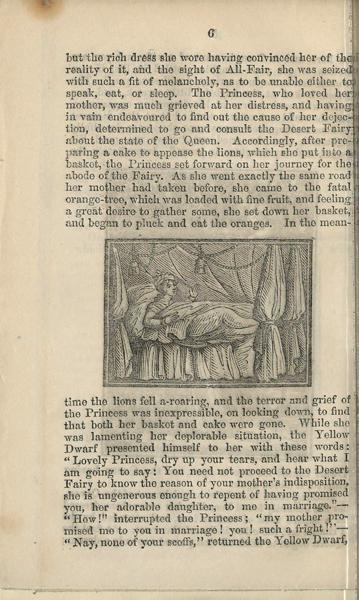 6
but the rich dress she wore having convinced her of the
reality of it, and the sight of All-Fair, she was seized
with such a fit of melancholy, as to be unable either to
speak, eat, or sleep. The Princess, who loved her
mother, was much grieved at her distress, and having
in vain endeavoured to find out the cause of her dejec-
tion, determined to go and consult the Desert Fairy
about the state of the Queen. Accordingly, after pre-
paring a cake to appease the lions, which she put into a
basket, the Princess set forward on her journey for the
abode of the Fairy. As she went exactly the same road
her mother had taken before, she came to the fatal
orange-tree, which was loaded with fine fruit, and feeling
a great desire to gather some, she set down her basket,
and began to pluck and eat the oranges. In the mean-
time the lions fell a-roaring, and the terror and grief of
the Princess was inexpressible, on looking down, to find
that both her basket and cake were gone. While she
was lamenting her deplorable situation, the Yellow
Dwarf presented himself to her with these words:
"Lovely Princess, dry up your tears, and hear what I
am going to say: You need not proceed to the Desert
Fairy to know the reason of your mother's indisposition,
she is ungenerous enough to repent of having promised
you, her adorable daughter, to me in marriage."—
"How!" interrupted the Princess; "my mother pro-
mised me to you in marriage! you! such a fright!"—
"Nay, none of your scoffs," returned the Yellow Dwarf,